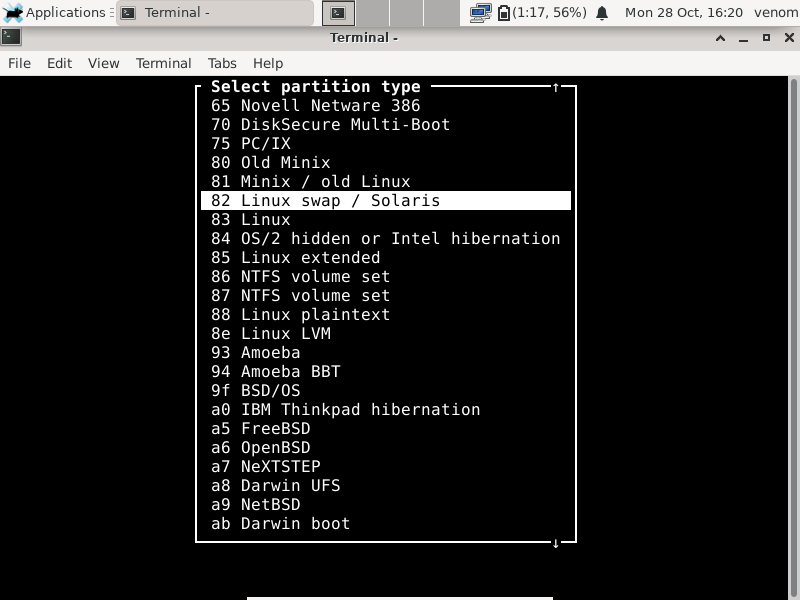 Applications Terminal - (1:17, 56%) Mon 28 Oct, 16:20 venom
Terminal -
File Edit View Terminal Tabs Help
Select partition type
65 Novell Netware 386
70 DiskSecure Multi-Boot
75 PC/IX
80 Old Minix
81 Minix / old Linux
82 Linux swap / Solaris
83 Linux
84 OS/2 hidden or Intel hibernation
85 Linux extended
86 NTFS volume set
87 NTFS volume set
88 Linux plaintext
8e Linux LVM
93 Amoeba
94 Amoeba BBT
9f BSD/OS
a0 IBM Thinkpad hibernation
a5 FreeBSD
a6 OpenBSD
a7 NeXTSTEP
a8 Darwin UFS
a9 NetBSD
ab Darwin boot